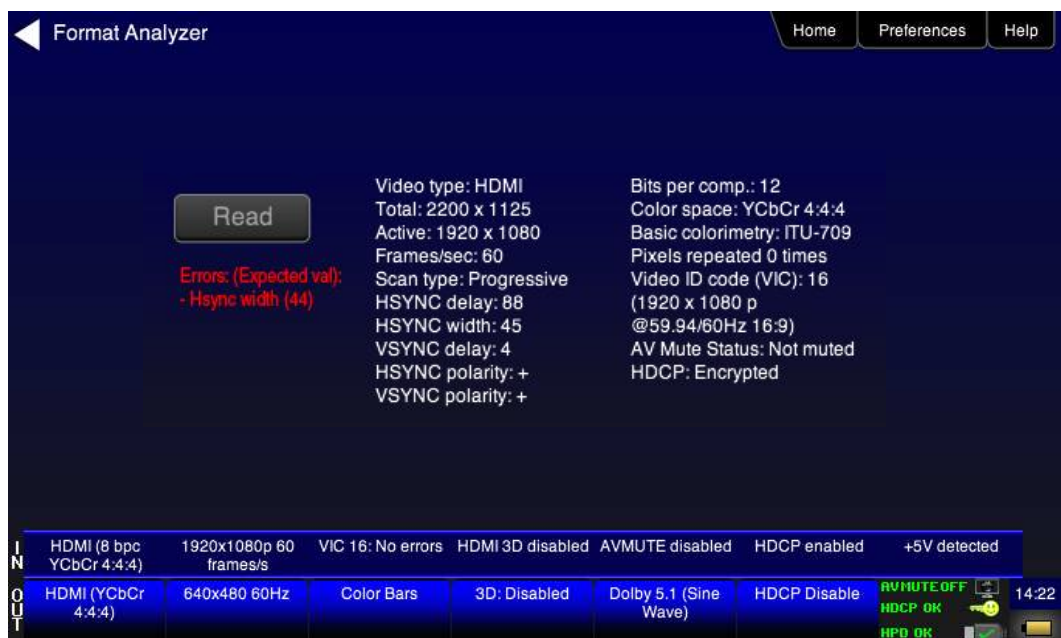 Format Analyzer
Home
Preferences
Help
Read
Errors: (Expected val):
- Hsync width (44)
Video type: HDMI
Total: 2200 x 1125
Active: 1920 x 1080
Frames/sec: 60
Scan type: Progressive
HSYNC delay: 88
HSYNC width: 45
VSYNC delay: 4
HSYNC polarity: +
VSYNC polarity: +
Bits per comp.: 12
Color space: YCbCr 4:4:4
Basic colorimetry: ITU-709
Pixels repeated 0 times
Video ID code (VIC): 16
(1920 x 1080 p
@59.94/60Hz 16:9)
AV Mute Status: Not muted
HDCP: Encrypted
IN
HDMI (8 bpc
YCbCr 4:4:4)
1920x1080p 60
frames/s
VIC 16: No errors
HDMI 3D disabled
AVMUTE disabled
HDCP enabled
+5V detected
OUT
HDMI (YCbCr
4:4:4)
640x480 60Hz
Color Bars
3D: Disabled
Dolby 5.1 (Sine
Wave)
HDCP Disable
AVMUTEOFF
HDCP OK
HPD OK
14:22